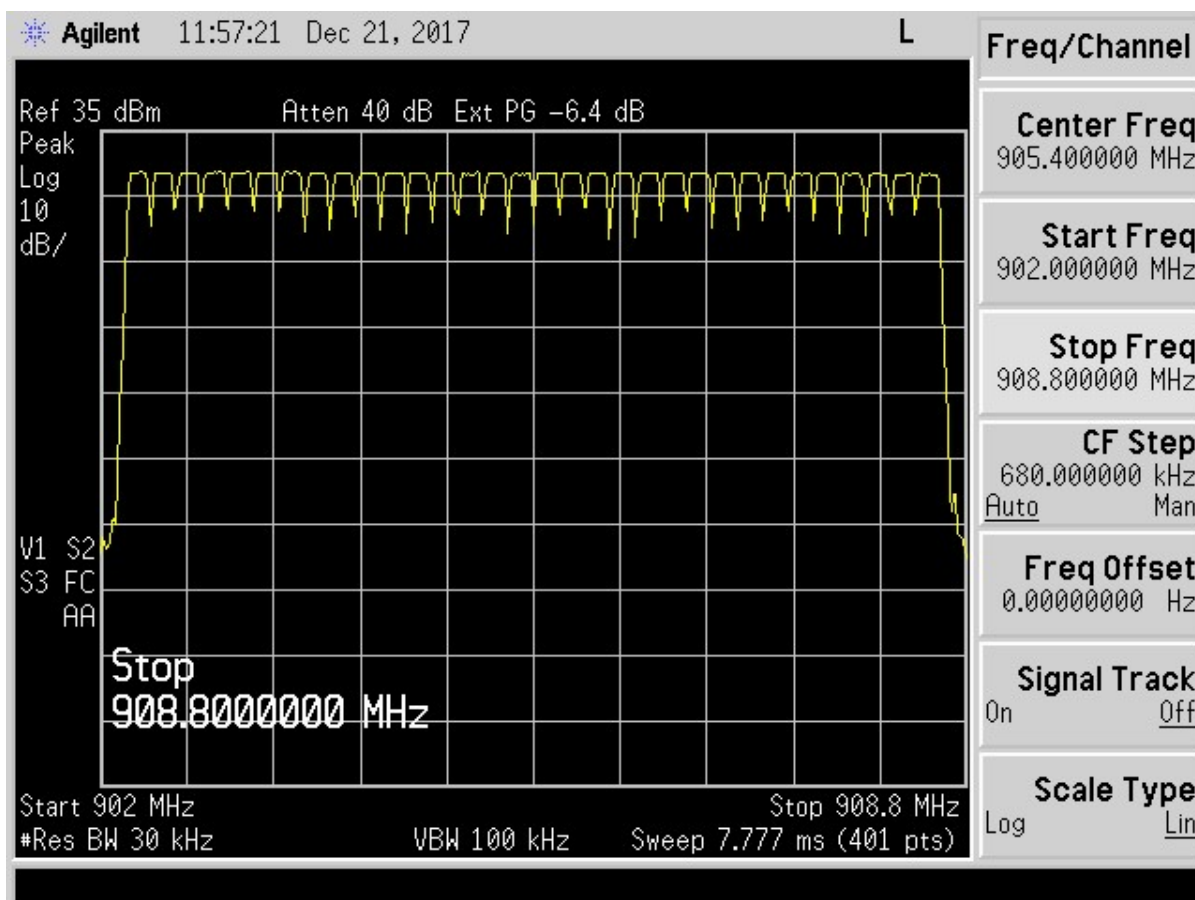 Agilent 11:57:21 Dec 21, 2017 L
Freq/Channel
Ref 35 dBm Atten 40 dB Ext PG -6.4 dB
Peak
Log
10
dB/
V1 S2
S3 FC
AA
Stop
908.8000000 MHz
Start 902 MHz Stop 908.8 MHz
#Res BW 30 kHz VBW 100 kHz Sweep 7.777 ms (401 pts)
Center Freq
905.400000 MHz
Start Freq
902.000000 MHz
Stop Freq
908.800000 MHz
CF Step
680.000000 kHz
Auto Man
Freq Offset
0.00000000 Hz
Signal Track
On Off
Scale Type
Log Lin